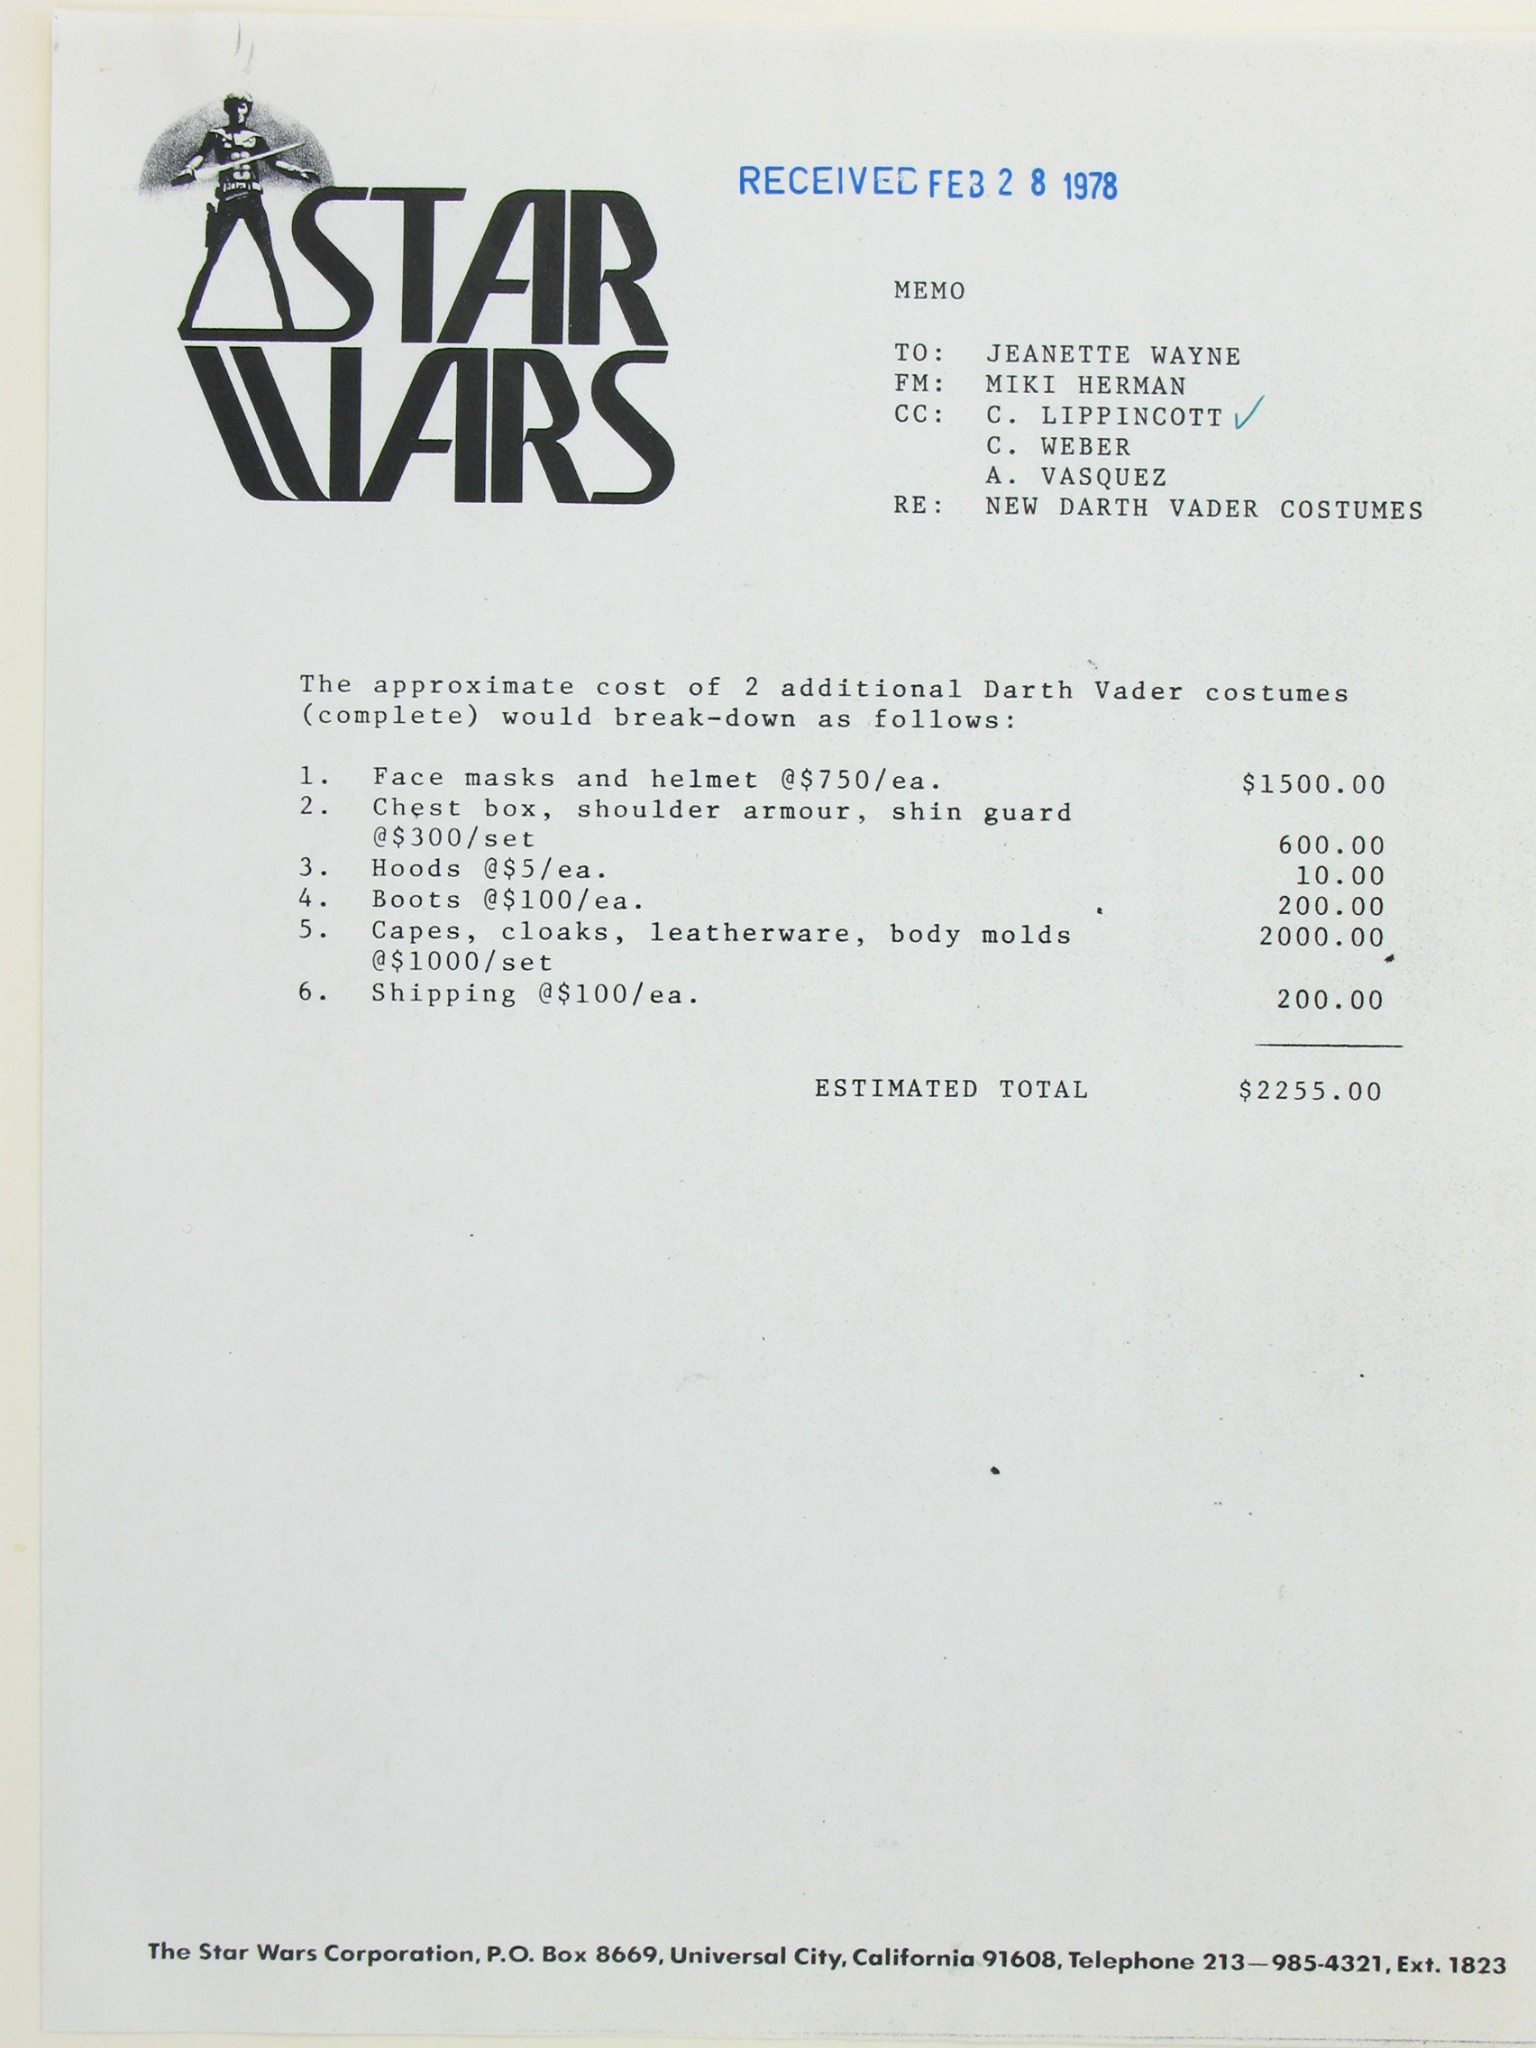 STAR
WARS
RECEIVED FEB 28 1978
MEMO
TO: JEANETTE WAYNE
FM: MIKI HERMAN
CC: C. LIPPINCOTT ✓
C. WEBER
A. VASQUEZ
RE: NEW DARTH VADER COSTUMES
The approximate cost of 2 additional Darth Vader costumes
(complete) would break-down as follows:
1. Face masks and helmet @$750/ea. $1500.00
2. Chest box, shoulder armour, shin guard
@$300/set 600.00
3. Hoods @$5/ea. 10.00
4. Boots @$100/ea. 200.00
5. Capes, cloaks, leatherware, body molds 2000.00
@$1000/set
6. Shipping @$100/ea. 200.00
ESTIMATED TOTAL $2255.00
The Star Wars Corporation, P.O. Box 8669, Universal City, California 91608, Telephone 213—985-4321, Ext. 1823